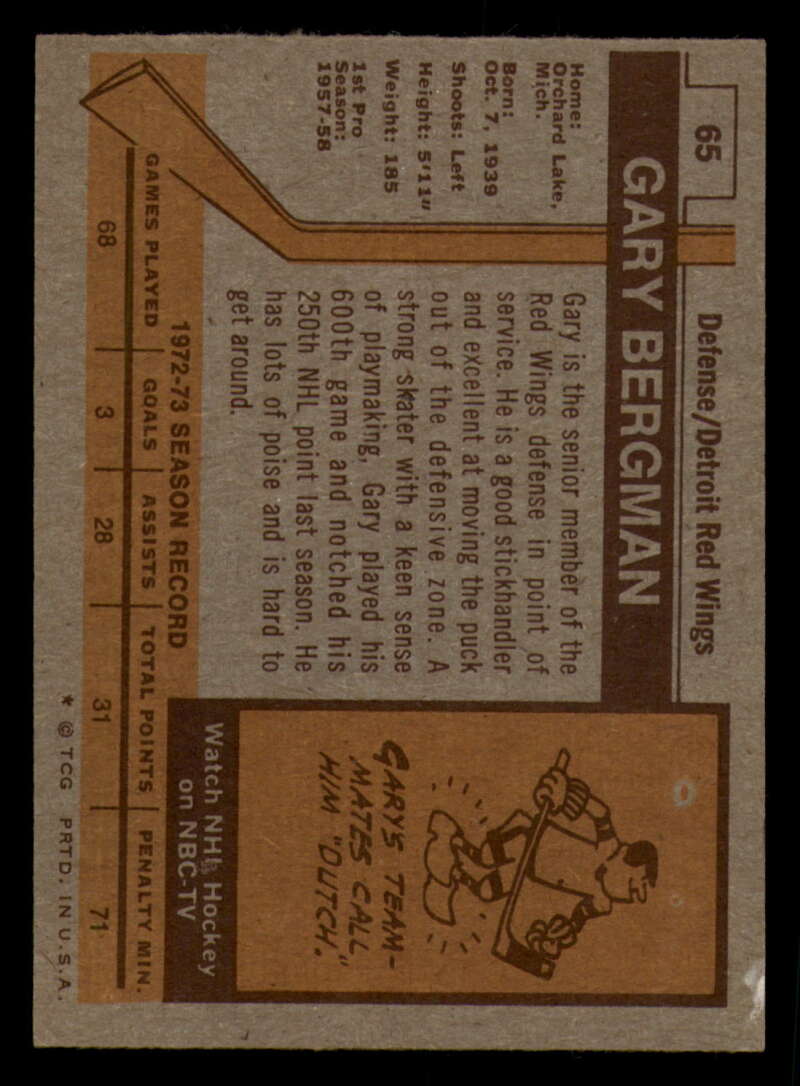 65
Defense/Detroit Red Wings
GARY BERGMAN
Home:
Orchard Lake,
Mich.
Born:
Oct. 7, 1939
Shoots: Left
Height: 5'11"
Weight: 185
1st Pro
Season:
1957-58
Gary is the senior member of the
Red Wings defense in point of
service. He is a good stickhandler
and excellent at moving the puck
out of the defensive zone. A
strong skater with a keen sense
of playmaking, Gary played his
600th game and notched his
250th NHL point last season. He
has lots of poise and is hard to
get around.
GARY'S TEAM-
MATES CALL
HIM "DUTCH."
Watch NHL Hockey
on NBC-TV
1972-73 SEASON RECORD
GAMES PLAYED GOALS ASSISTS TOTAL POINTS PENALTY MIN.
68 3 28 31 71
* © TCG PRTD. IN U.S.A.